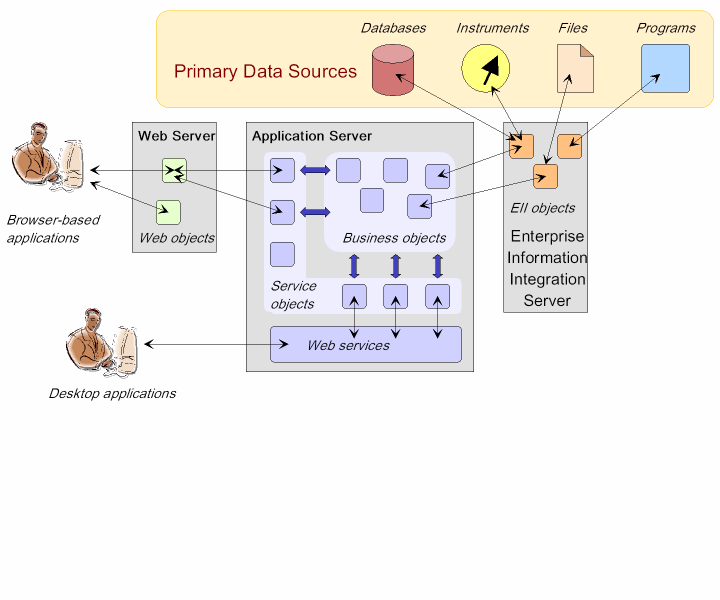 Databases
Instruments
Files
Programs
Primary Data Sources
Web Server
Application Server
Browser-based
applications
Web objects
Business objects
EII objects
Enterprise
Information
Integration
Server
Service
objects
Web services
Desktop applications